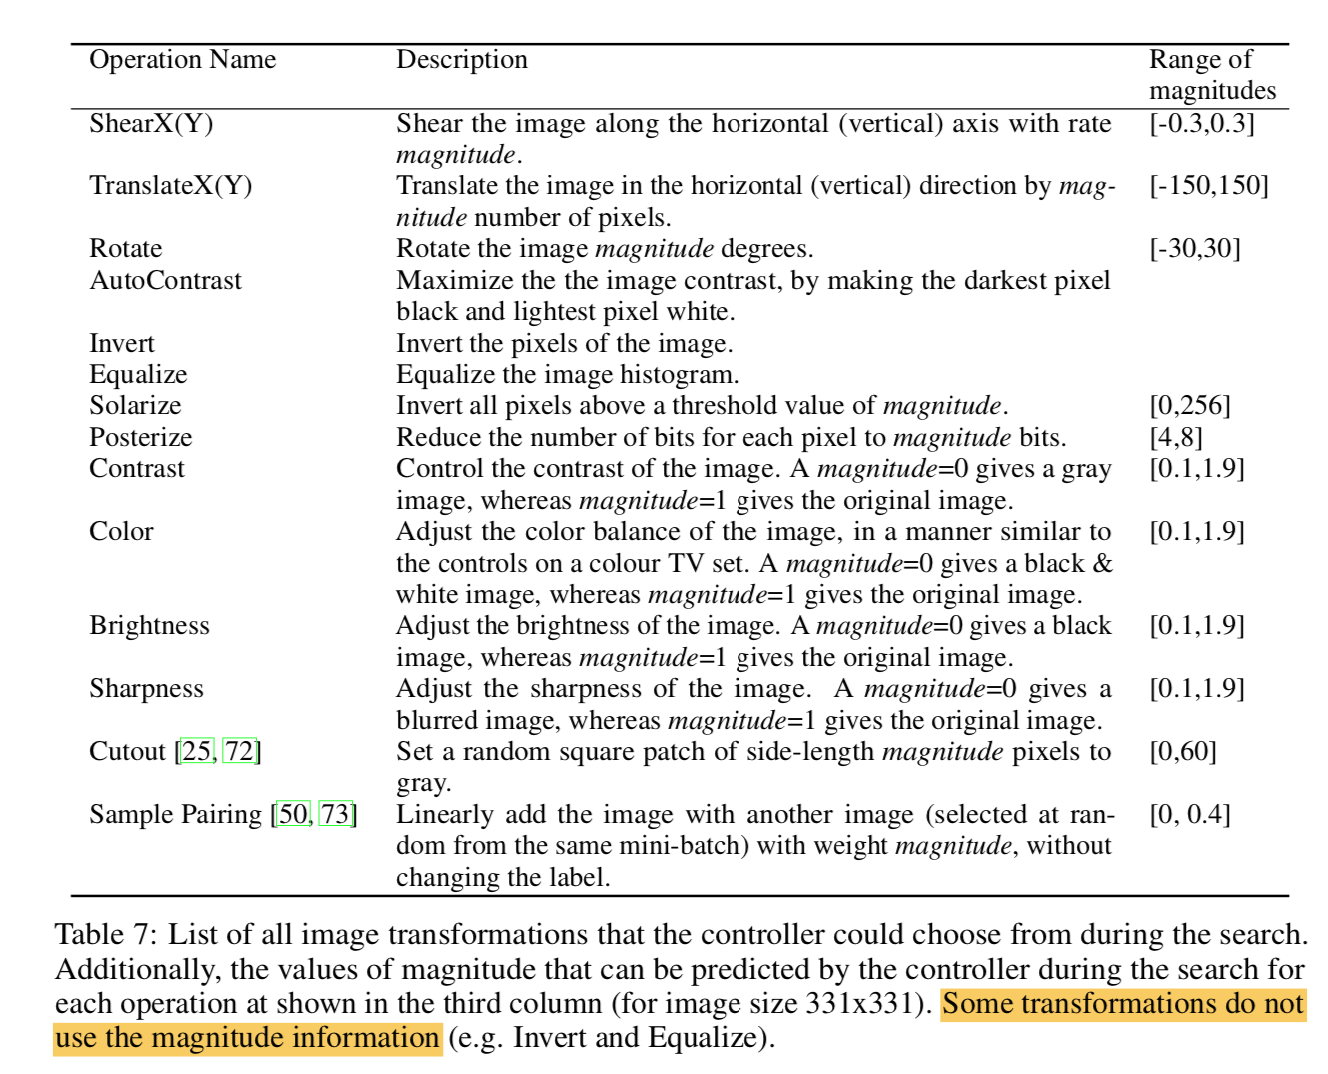 Operation Name Description Range of
magnitudes
ShearX(Y) Shear the image along the horizontal (vertical) axis with rate [-0.3,0.3]
magnitude.
TranslateX(Y) Translate the image in the horizontal (vertical) direction by mag- [-150,150]
nitude number of pixels.
Rotate Rotate the image magnitude degrees. [-30,30]
AutoContrast Maximize the the image contrast, by making the darkest pixel
black and lightest pixel white.
Invert Invert the pixels of the image.
Equalize Equalize the image histogram.
Solarize Invert all pixels above a threshold value of magnitude. [0,256]
Posterize Reduce the number of bits for each pixel to magnitude bits. [4,8]
Contrast Control the contrast of the image. A magnitude=0 gives a gray [0.1,1.9]
image, whereas magnitude=1 gives the original image.
Color Adjust the color balance of the image, in a manner similar to [0.1,1.9]
the controls on a colour TV set. A magnitude=0 gives a black &
white image, whereas magnitude=1 gives the original image.
Brightness Adjust the brightness of the image. A magnitude=0 gives a black [0.1,1.9]
image, whereas magnitude=1 gives the original image.
Sharpness Adjust the sharpness of the image. A magnitude=0 gives a [0.1,1.9]
blurred image, whereas magnitude=1 gives the original image.
Cutout [25, 72] Set a random square patch of side-length magnitude pixels to [0,60]
gray.
Sample Pairing [50, 73] Linearly add the image with another image (selected at ran- [0, 0.4]
dom from the same mini-batch) with weight magnitude, without
changing the label.
Table 7: List of all image transformations that the controller could choose from during the search.
Additionally, the values of magnitude that can be predicted by the controller during the search for
each operation at shown in the third column (for image size 331x331). Some transformations do not
use the magnitude information (e.g. Invert and Equalize).